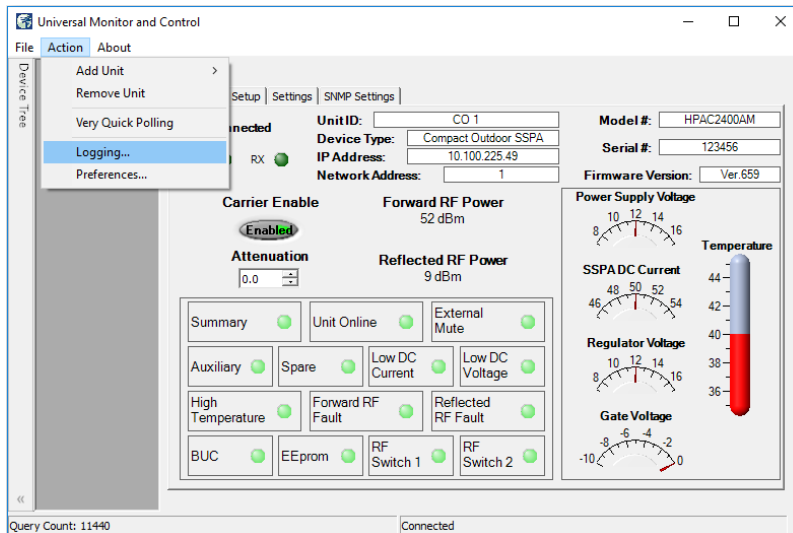 Universal Monitor and Control
File Action About
Device Tree
Add Unit
Remove Unit
Very Quick Polling
Logging...
Preferences...
Setup Settings SNMP Settings
RX
Unit ID: CO 1
Device Type: Compact Outdoor SSPA
IP Address: 10.100.225.49
Network Address: 1
Model #: HPAC2400AM
Serial #: 123456
Firmware Version: Ver.659
Carrier Enable
Enabled
Attenuation
0.0
Forward RF Power
52 dBm
Reflected RF Power
9 dBm
Summary
Unit Online
External
Mute
Auxiliary
Spare
Low DC
Current
Low DC
Voltage
High
Temperature
Forward RF
Fault
Reflected
RF Fault
BUC
EEprom
RF
Switch 1
RF
Switch 2
Power Supply Voltage
8 10 12 14 16
SSPA DC Current
46 48 50 52 54
Regulator Voltage
8 10 12 14 16
Gate Voltage
-10 -8 -6 -4 -2 0
Temperature
44
42
40
38
36
Query Count: 11440
Connected